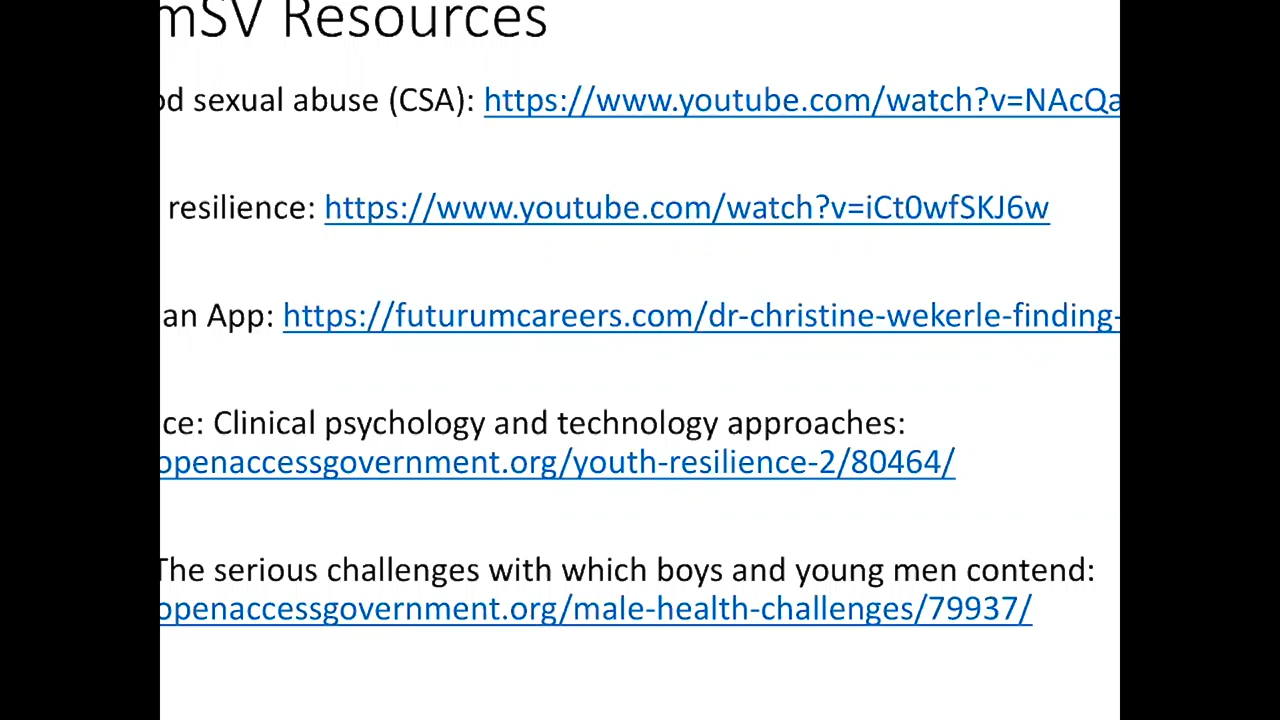 mSV Resources
od sexual abuse (CSA): https://www.youtube.com/watch?v=NAcQa
resilience: https://www.youtube.com/watch?v=iCt0wfSKJ6w
an App: https://futurumcareers.com/dr-christine-wekerle-finding-
ce: Clinical psychology and technology approaches:
openaccessgovernment.org/youth-resilience-2/80464/
The serious challenges with which boys and young men contend:
openaccessgovernment.org/male-health-challenges/79937/